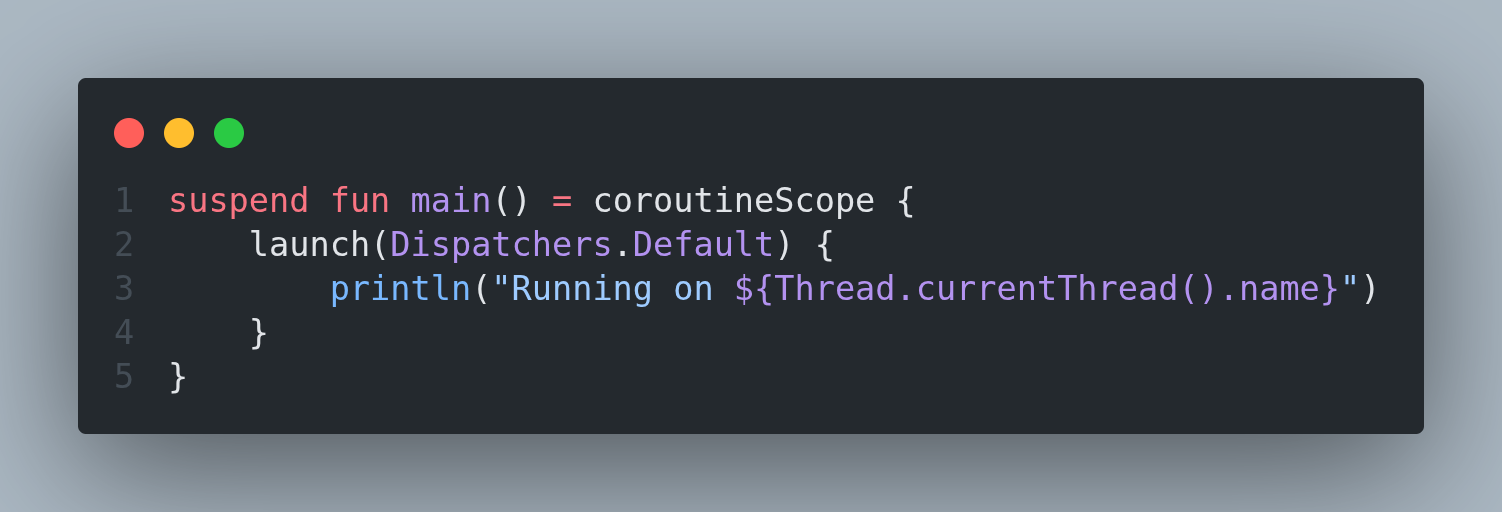 1 suspend fun main() = coroutineScope {
2     launch(Dispatchers.Default) {
3         println("Running on ${Thread.currentThread().name}")
4     }
5 }